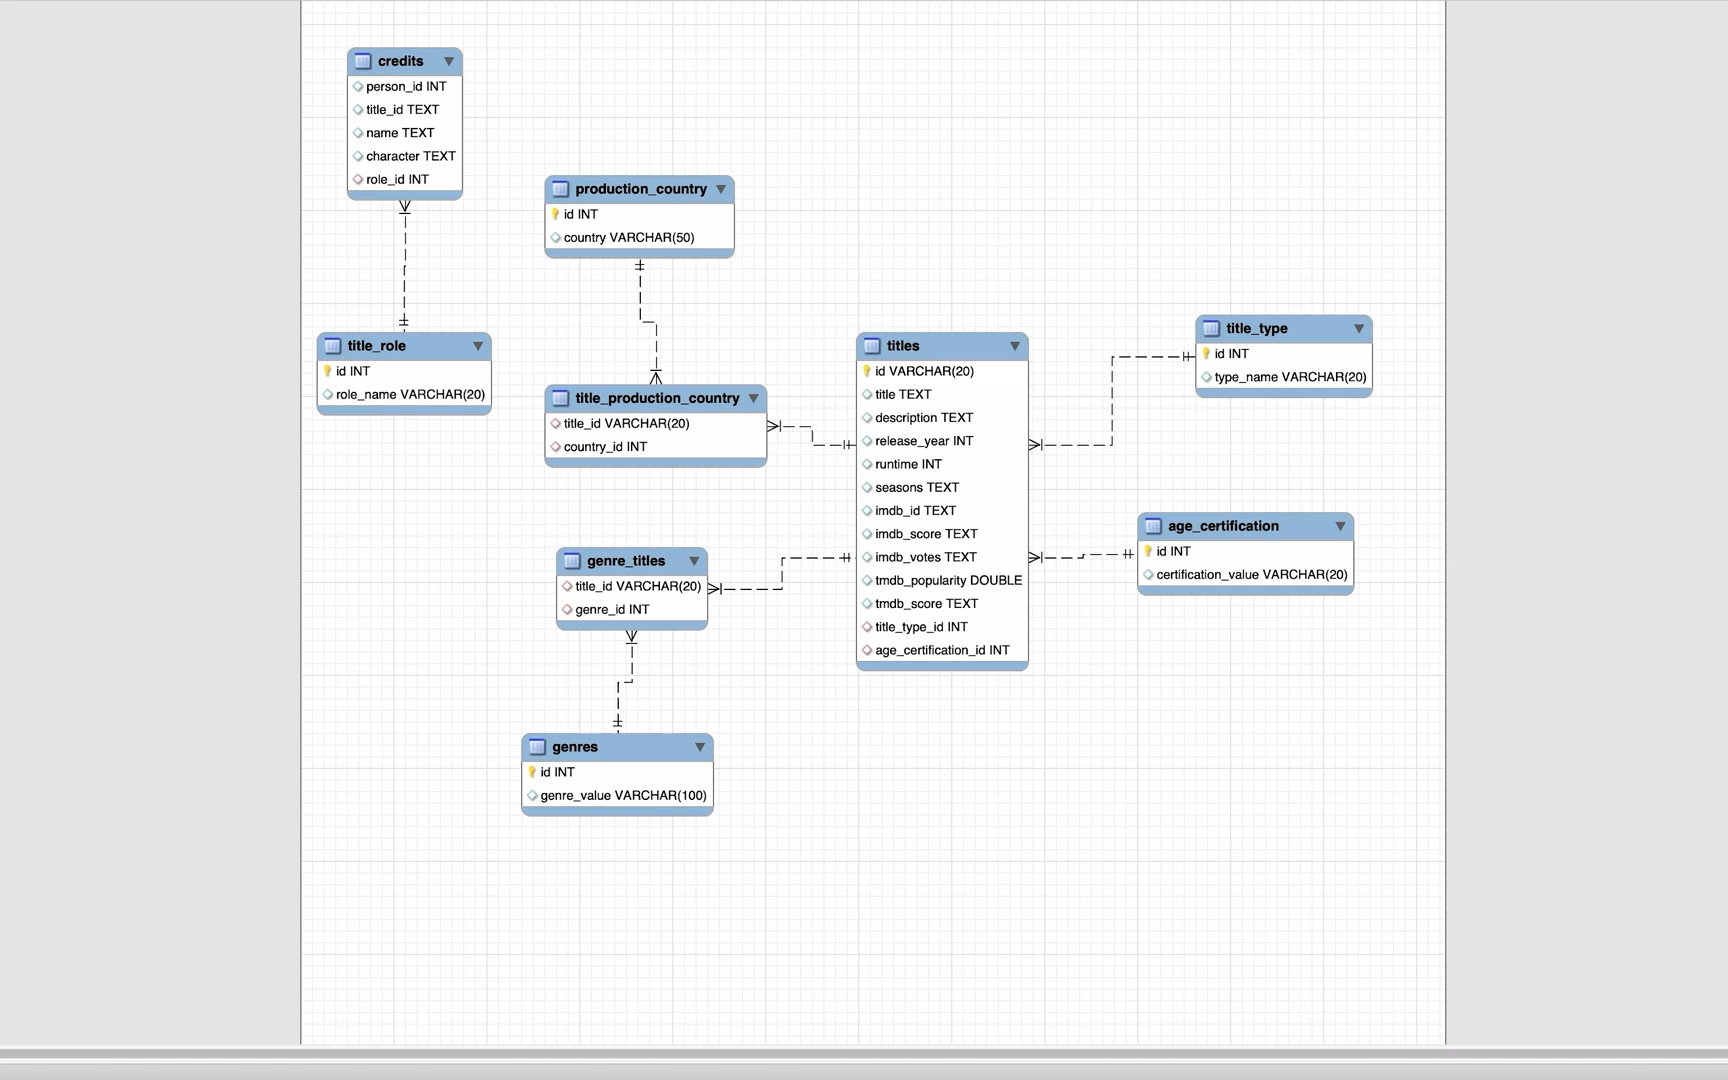 credits
person_id INT
title_id TEXT
name TEXT
character TEXT
role_id INT
production_country
id INT
country VARCHAR(50)
title_role
id INT
role_name VARCHAR(20)
title_production_country
title_id VARCHAR(20)
country_id INT
titles
id VARCHAR(20)
title TEXT
description TEXT
release_year INT
runtime INT
seasons TEXT
imdb_id TEXT
imdb_score TEXT
imdb_votes TEXT
tmdb_popularity DOUBLE
tmdb_score TEXT
title_type_id INT
age_certification_id INT
title_type
id INT
type_name VARCHAR(20)
age_certification
id INT
certification_value VARCHAR(20)
genre_titles
title_id VARCHAR(20)
genre_id INT
genres
id INT
genre_value VARCHAR(100)